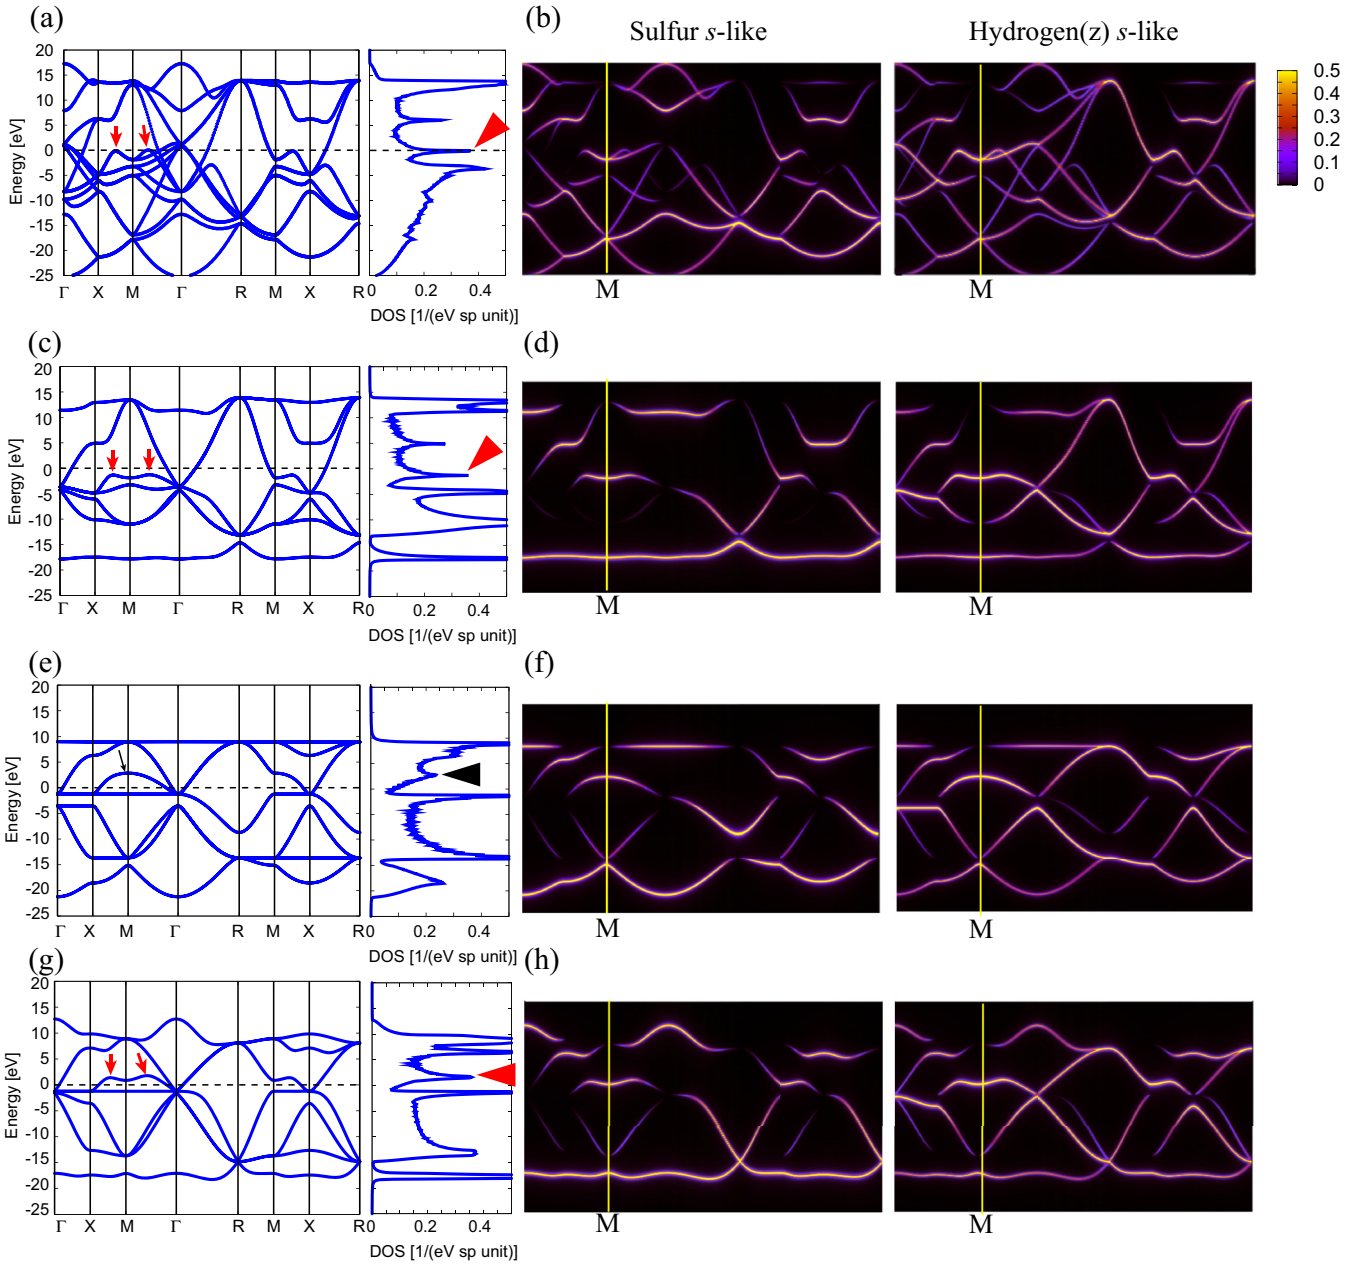 (a)
(b)
Sulfur s-like
Hydrogen(z) s-like
20
15
10
5
0
-5
-10
-15
-20
-25
Energy [eV]
Γ X M Γ R M X R
0 0.2 0.4
DOS [1/(eV sp unit)]
M
M
0.5
0.4
0.3
0.2
0.1
0
(c)
(d)
20
15
10
5
0
-5
-10
-15
-20
-25
Energy [eV]
Γ X M Γ R M X R
0 0.2 0.4
DOS [1/(eV sp unit)]
M
M
(e)
(f)
20
15
10
5
0
-5
-10
-15
-20
-25
Energy [eV]
Γ X M Γ R M X R
0 0.2 0.4
DOS [1/(eV sp unit)]
M
M
(g)
(h)
20
15
10
5
0
-5
-10
-15
-20
-25
Energy [eV]
Γ X M Γ R M X R
0 0.2 0.4
DOS [1/(eV sp unit)]
M
M